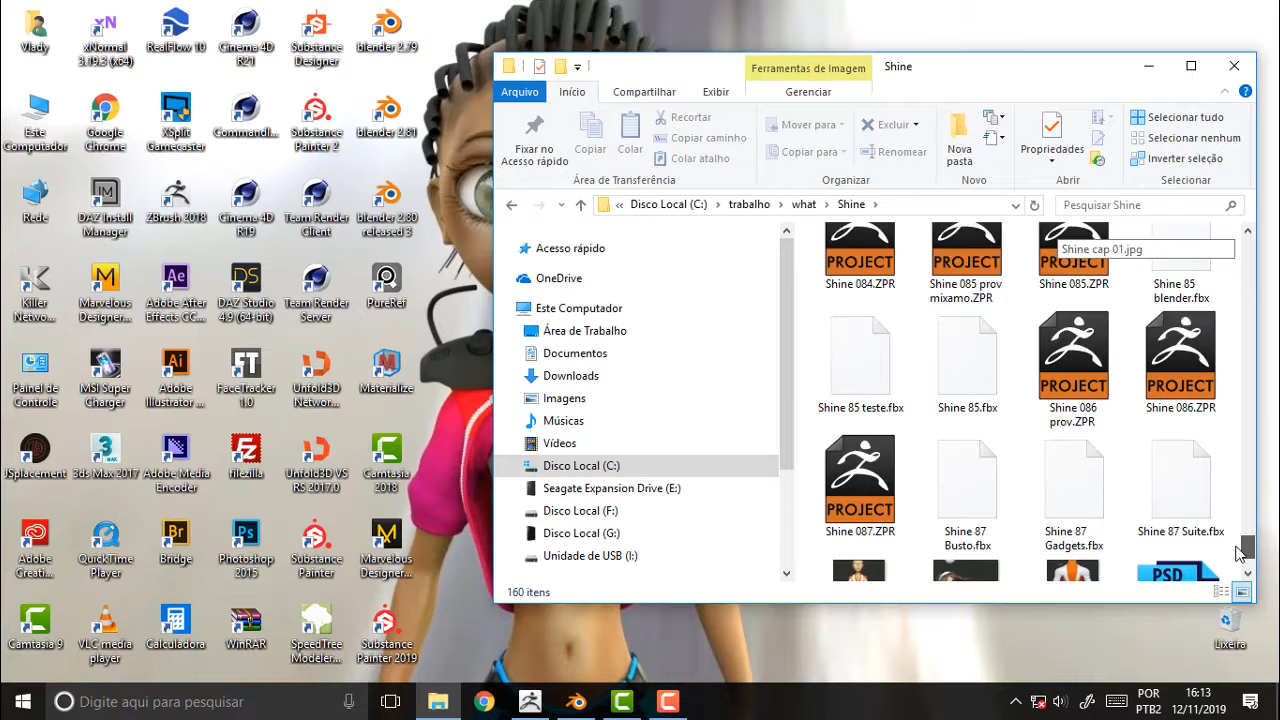 Vlady
xNormal
3.19.3 (x64)
RealFlow 10
Cinema 4D
R21
Substance
Designer
blender 2.79
Este
Computador
Google
Chrome
XSplit
Gamecaster
Commandl...
Substance
Painter 2
blender 2.81
Rede
DAZ Install
Manager
ZBrush 2018
Cinema 4D
R19
Team Render
Client
blender 2.80
released 3
Killer
Netwo...
Marvelous
Designer...
Adobe After
Effects CC...
DAZ Studio
4.9 (64-bit)
Team Render
Server
PureRef
Painel de
Controle
MSI Super
Charger
Adobe
Illustrator ...
FaceTracker
1.0
Unfold3D
Networ...
Materialize
JSplacement
3ds Max 2017
Adobe Media
Encoder
filezilla
Unfold3D VS
RS 2017.0
Camtasia
2018
Adobe
Creati...
QuickTime
Player
Bridge
Photoshop
2015
Substance
Painter
Marvelous
Designer...
Camtasia 9
VLC media
player
Calculadora
WinRAR
SpeedTree
Modeler...
Substance
Painter 2019
Ferramentas de Imagem
Shine
Arquivo
Início
Compartilhar
Exibir
Gerenciar
Fixar no
Acesso rápido
Copiar
Colar
Recortar
Copiar caminho
Colar atalho
Área de Transferência
Mover para
Copiar para
Excluir
Renomear
Organizar
Nova
pasta
Novo
Propriedades
Abrir
Selecionar tudo
Selecionar nenhum
Inverter seleção
Selecionar
« Disco Local (C:) > trabalho > what > Shine >
Pesquisar Shine
Acesso rápido
OneDrive
Este Computador
Área de Trabalho
Documentos
Downloads
Imagens
Músicas
Vídeos
Disco Local (C:)
Seagate Expansion Drive (E:)
Disco Local (F:)
Disco Local (G:)
Unidade de USB (I:)
PROJECT
PROJECT
PROJECT
Shine cap 01.jpg
Shine 084.ZPR
Shine 085 prov
mixamo.ZPR
Shine 085.ZPR
Shine 85
blender.fbx
PROJECT
PROJECT
Shine 85 teste.fbx
Shine 85.fbx
Shine 086
prov.ZPR
Shine 086.ZPR
PROJECT
Shine 087.ZPR
Shine 87
Busto.fbx
Shine 87
Gadgets.fbx
Shine 87 Suite.fbx
PSD
160 itens
Lixeira
Digite aqui para pesquisar
POR
PTB2
16:13
12/11/2019